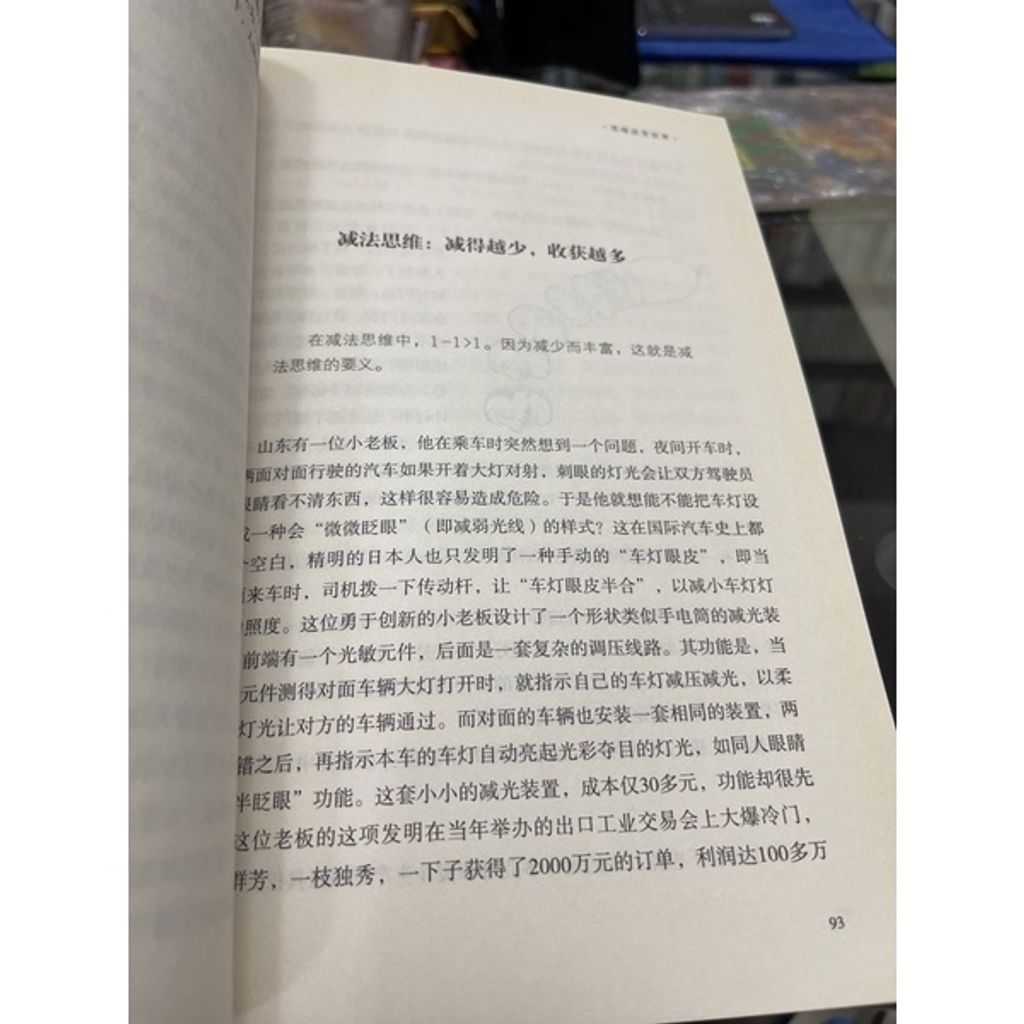 减法思维：减得越少，收获越多
在减法思维中，1-1>1。因为减少而丰富，这就是减
法思维的要义。
山东有一位小老板，他在乘车时突然想到一个问题，夜间开车时，
面对面行驶的汽车如果开着大灯对射，刺眼的灯光会让双方驾驶员
睛看不清东西，这样很容易造成危险。于是他就想能不能把车灯设
一种会“微微眨眼”（即减弱光线）的样式？这在国际汽车史上都
空白，精明的日本人也只发明了一种手动的“车灯眼皮”，即当
来车时，司机拨一下传动杆，让“车灯眼皮半合”，以减小车灯灯
照度。这位勇于创新的小老板设计了一个形状类似手电筒的减光装
前端有一个光敏元件，后面是一套复杂的调压线路。其功能是，当
元件测得对面车辆大灯打开时，就指示自己的车灯减压减光，以柔
灯光让对方的车辆通过。而对面的车辆也安装一套相同的装置，两
错之后，再指示本车的车灯自动亮起光彩夺目的灯光，如同人眼睛
半眨眼”功能。这套小小的减光装置，成本仅30多元，功能却很先
这位老板的这项发明在当年举办的出口工业交易会上大爆冷门，
群芳，一枝独秀，一下子获得了2000万元的订单，利润达100多万
93